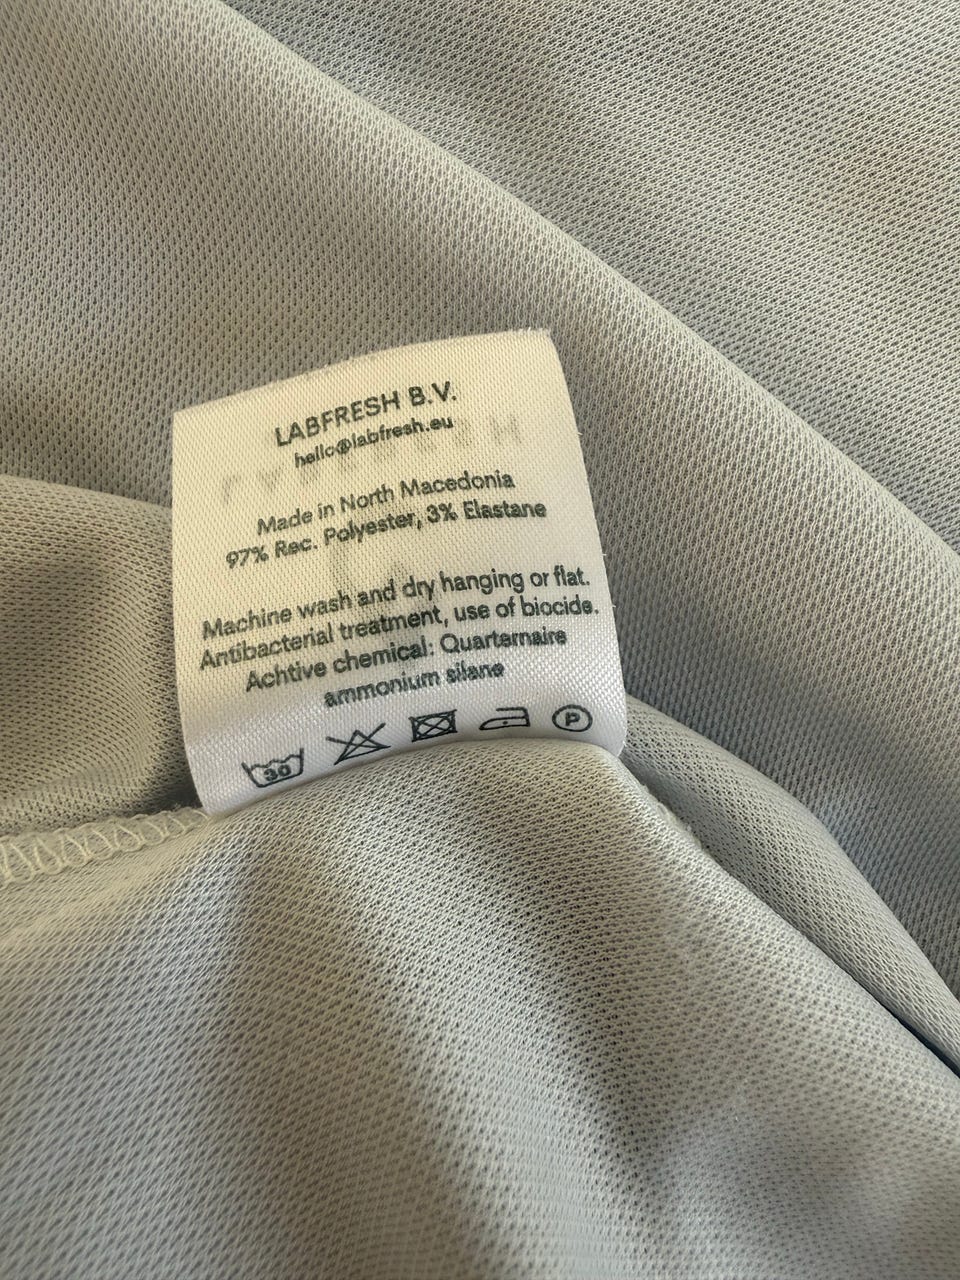 LABFRESH B.V.
hello@labfresh.eu
Made in North Macedonia
97% Rec. Polyester, 3% Elastane
Machine wash and dry hanging or flat.
Antibacterial treatment, use of biocide.
Achtive chemical: Quarternaire
ammonium silane
30
P